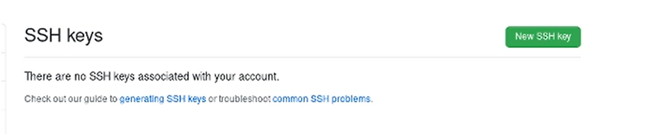 SSH keys
New SSH key
There are no SSH keys associated with your account.
Check out our guide to generating SSH keys or troubleshoot common SSH problems.